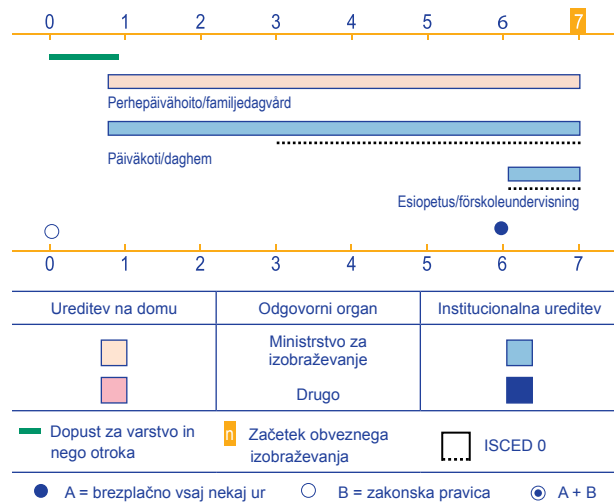 0 1 2 3 4 5 6 7
Perhepäivähoito/familjedagvård
Päiväkoti/daghem
Esiopetus/förskoleundervisning
0 1 2 3 4 5 6 7
Ureditev na domu Odgovorni organ Institucionalna ureditev
Ministrstvo za
izobraževanje
Drugo
Dopust za varstvo in
nego otroka
n Začetek obveznega
izobraževanja
ISCED 0
A = brezplačno vsaj nekaj ur B = zakonska pravica A + B